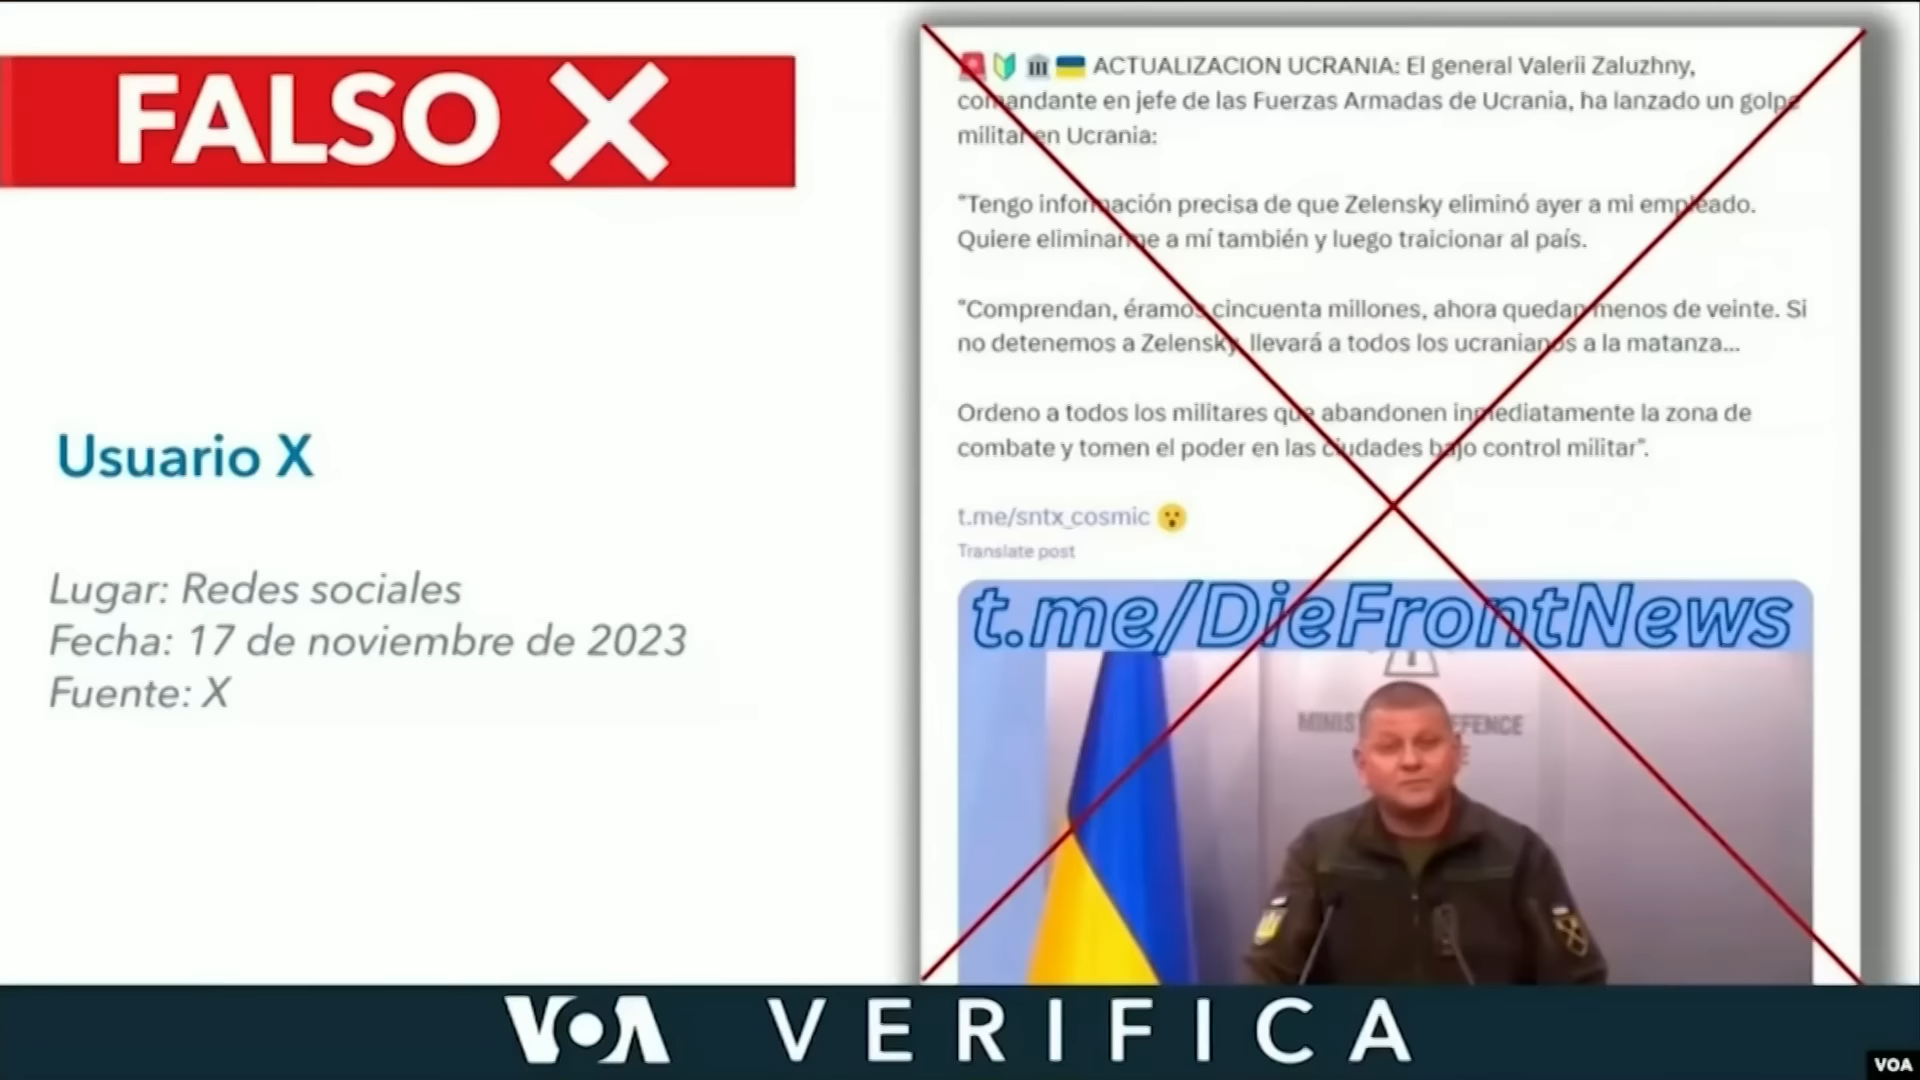 FALSO
Usuario X
Lugar: Redes sociales
Fecha: 17 de noviembre de 2023
Fuente: X
ACTUALIZACION UCRANIA: El general Valerii Zaluzhny,
comandante en jefe de las Fuerzas Armadas de Ucrania, ha lanzado un golpe
militar en Ucrania:
"Tengo información precisa de que Zelensky eliminó ayer a mi empleado.
Quiere eliminarme a mí también y luego traicionar al país.
"Comprendan, éramos cincuenta millones, ahora quedan menos de veinte. Si
no detenemos a Zelensky, llevará a todos los ucranianos a la matanza...
Ordeno a todos los militares que abandonen inmediatamente la zona de
combate y tomen el poder en las ciudades bajo control militar".
t.me/sntx_cosmic
Translate post
t.me/DieFrontNews
VOA VERIFICA
VOA